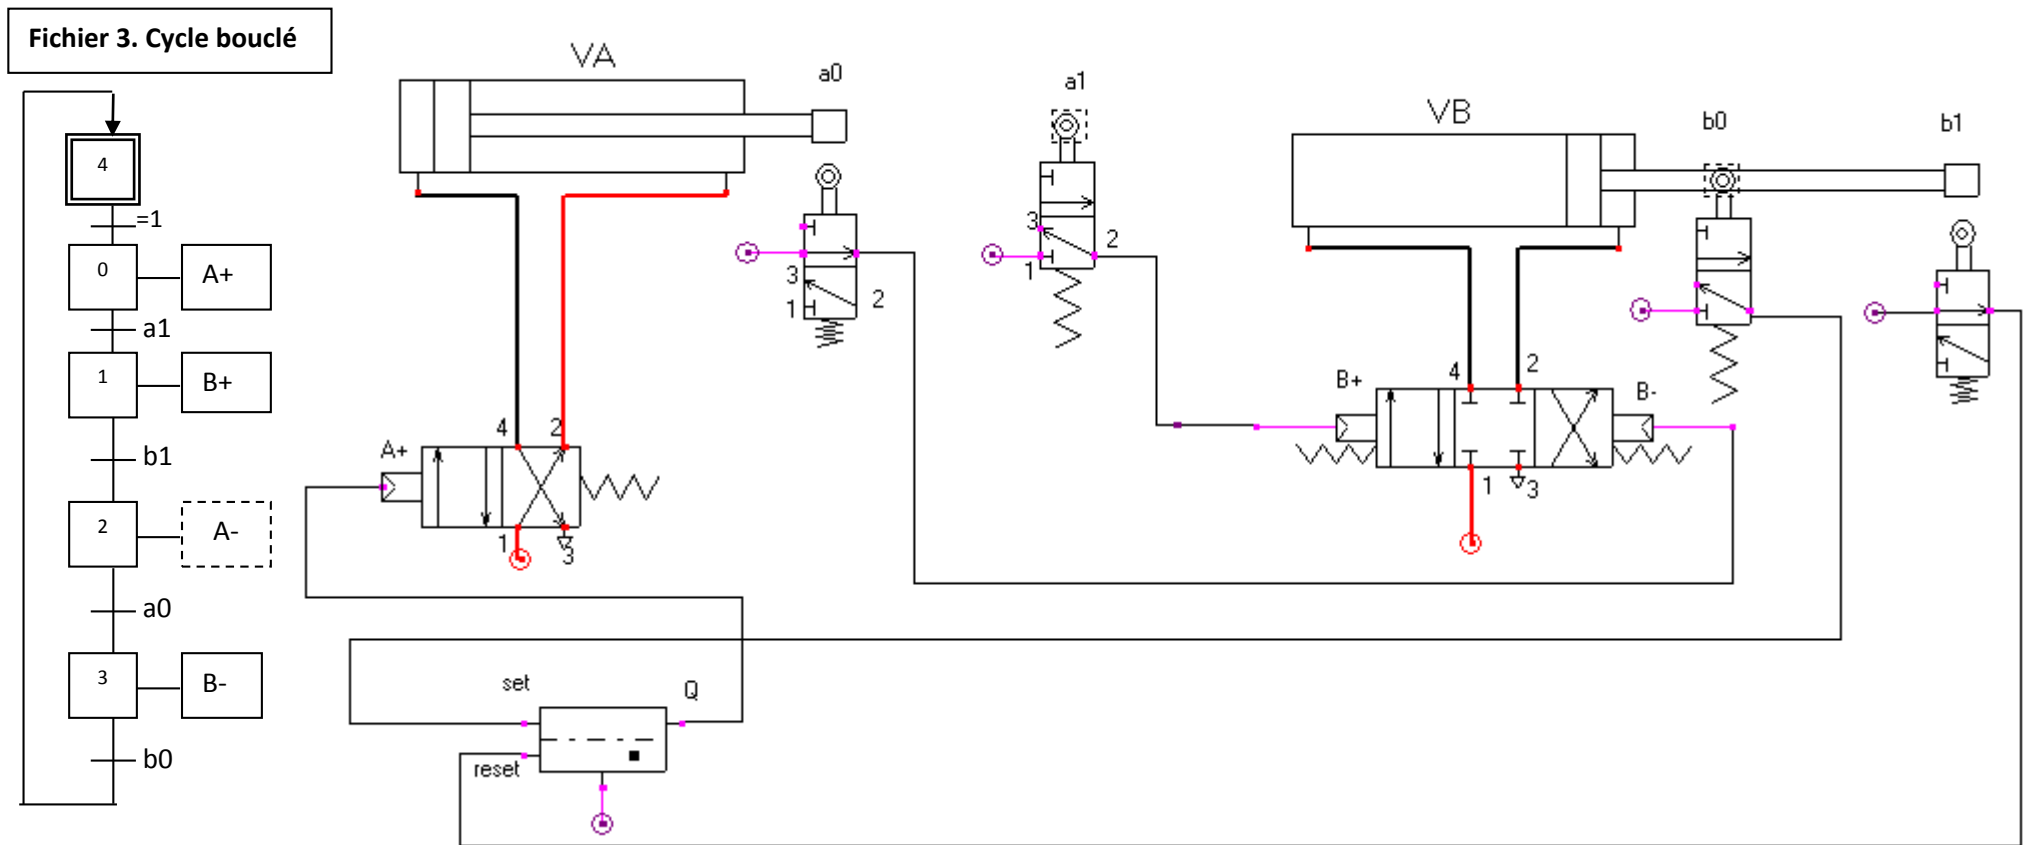 Fichier 3. Cycle bouclé
4
=1
0
A+
a1
1
B+
b1
2
A-
a0
3
B-
b0
VA
a0
3
1
2
a1
3
1
2
VB
b0
b1
4
2
A+
1
3
B+
4
2
B-
1
3
set
Q
reset